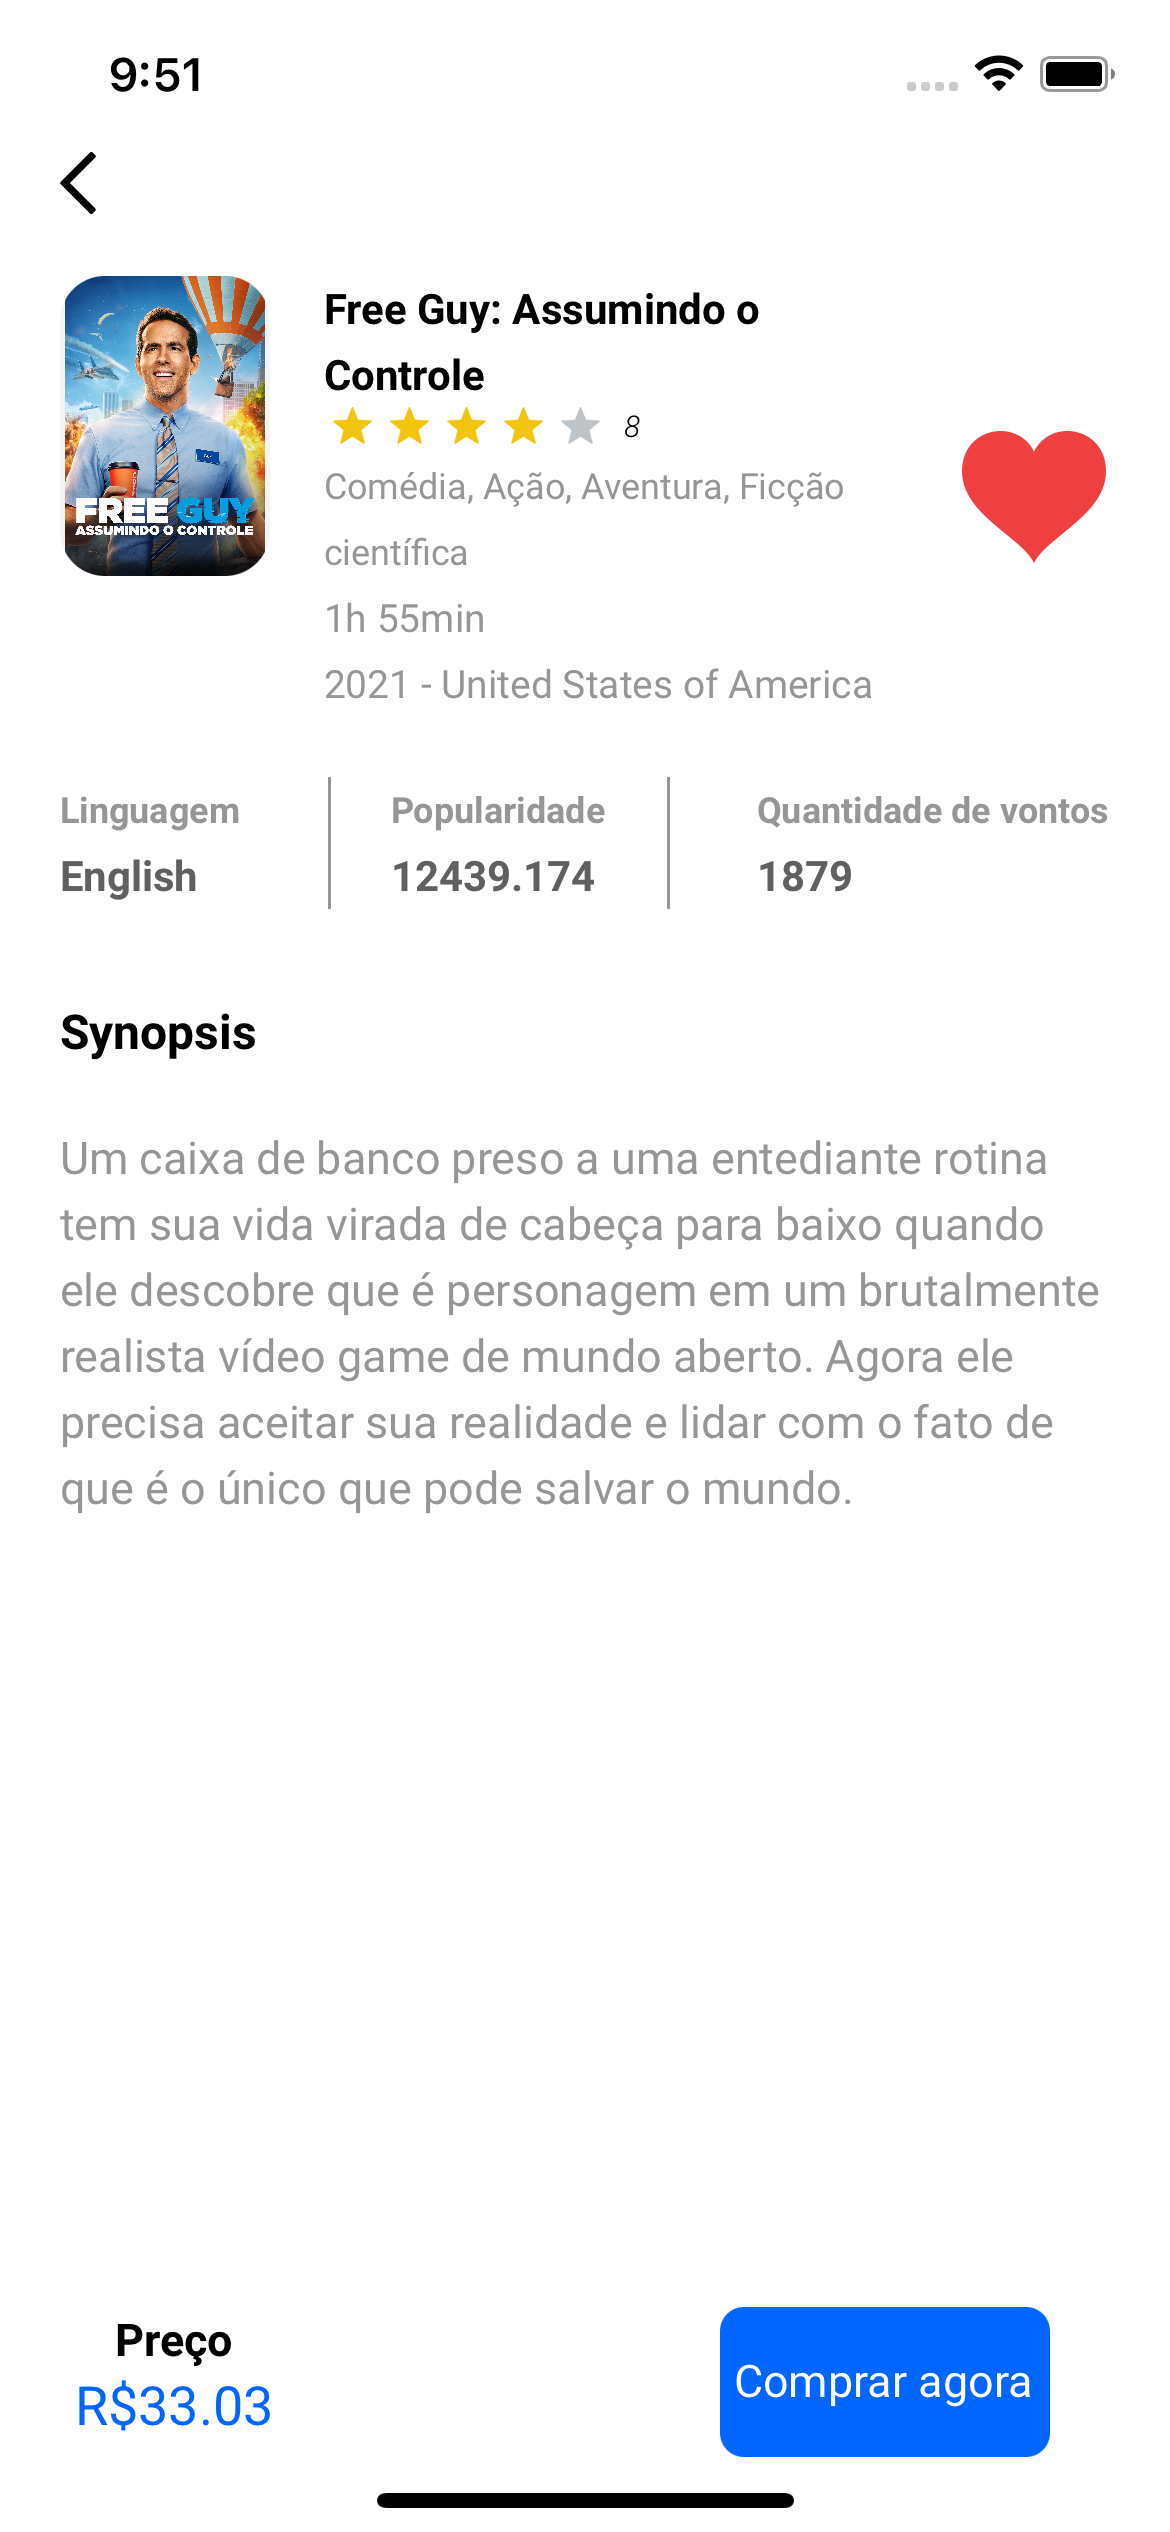 9:51
Free Guy: Assumindo o
Controle
8
Comédia, Ação, Aventura, Ficção
científica
1h 55min
2021 - United States of America
FREE GUY
ASSUMINDO O CONTROLE
Linguagem
English
Popularidade
12439.174
Quantidade de vontos
1879
Synopsis
Um caixa de banco preso a uma entediante rotina
tem sua vida virada de cabeça para baixo quando
ele descobre que é personagem em um brutalmente
realista vídeo game de mundo aberto. Agora ele
precisa aceitar sua realidade e lidar com o fato de
que é o único que pode salvar o mundo.
Preço
R$33.03
Comprar agora